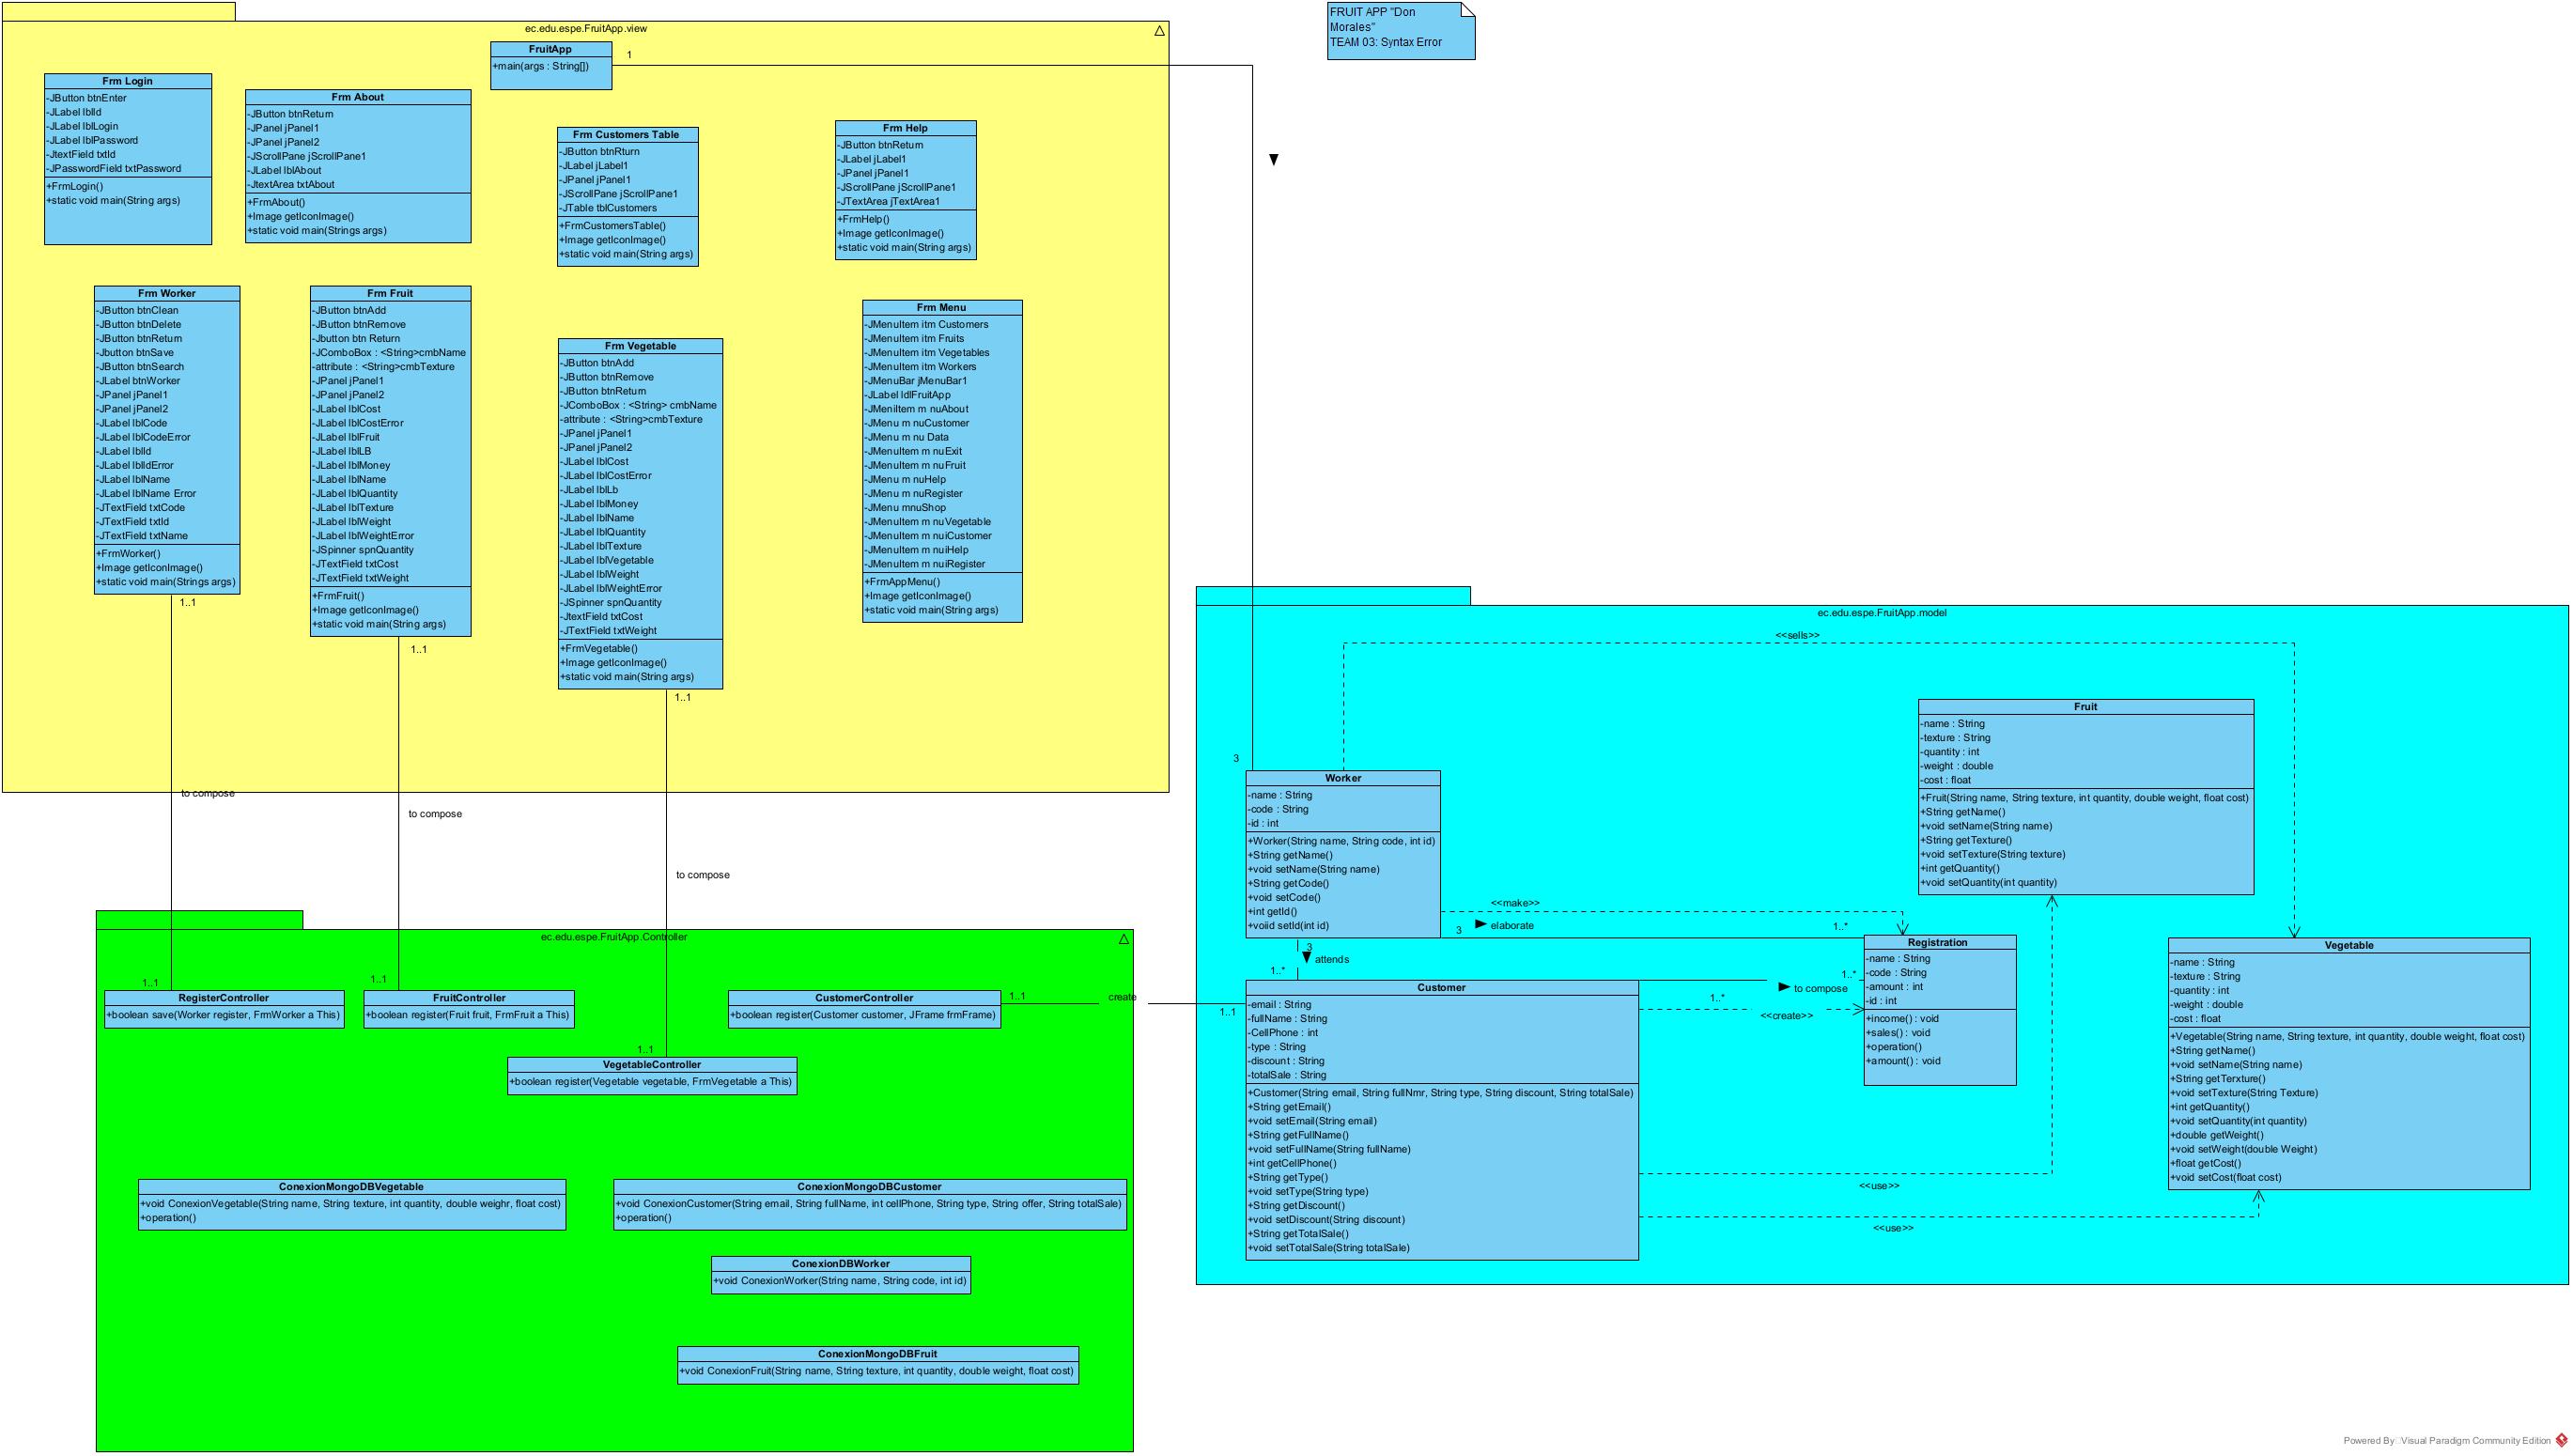 FRUIT APP "Don
Morales"
TEAM 03: Syntax Error
ec.edu.espe.FruitApp.view
FruitApp
+main(args : String[])
1
Frm Login
-JButton btnEnter
-JLabel lblId
-JLabel lblLogin
-JLabel lblPassword
-JtextField txtId
-JPasswordField txtPassword
+FrmLogin()
+static void main(String args)
Frm About
-JButton btnReturn
-JPanel jPanel1
-JPanel jPanel2
-JScrollPane jScrollPane1
-JLabel lblAbout
-JtextArea txtAbout
+FrmAbout()
+Image getIconImage()
+static void main(Strings args)
Frm Customers Table
-JButton btnRturn
-JLabel jLabel1
-JPanel jPanel1
-JScrollPane jScrollPane1
-JTable tblCustomers
+FrmCustomersTable()
+Image getIconImage()
+static void main(String args)
Frm Help
-JButton btnReturn
-JLabel jLabel1
-JPanel jPanel1
-JScrollPane jScrollPane1
-JTextArea jTextArea1
+FrmHelp()
+Image getIconImage()
+static void main(String args)
Frm Worker
-JButton btnClean
-JButton btnDelete
-JButton btnReturn
-Jbutton btnSave
-JButton btnSearch
-JLabel btnWorker
-JPanel jPanel1
-JPanel jPanel2
-JLabel lblCode
-JLabel lblCodeError
-JLabel lblId
-JLabel lblIdError
-JLabel lblName
-JLabel lblName Error
-JTextField txtCode
-JTextField txtId
-JTextField txtName
+FrmWorker()
+Image getIconImage()
+static void main(Strings args)
1..1
Frm Fruit
-JButton btnAdd
-JButton btnRemove
-Jbutton btn Return
-JComboBox : <String>cmbName
-attribute : <String>cmbTexture
-JPanel jPanel1
-JPanel jPanel2
-JLabel lblCost
-JLabel lblCostError
-JLabel lblFruit
-JLabel lblLB
-JLabel lblMoney
-JLabel lblName
-JLabel lblQuantity
-JLabel lblTexture
-JLabel lblWeight
-JLabel lblWeightError
-JSpinner spnQuantity
-JTextField txtCost
-JTextField txtWeight
+FrmFruit()
+Image getIconImage()
+static void main(String args)
1..1
Frm Vegetable
-JButton btnAdd
-JButton btnRemove
-JButton btnReturn
-JComboBox : <String> cmbName
-attribute : <String>cmbTexture
-JPanel jPanel1
-JPanel jPanel2
-JLabel lblCost
-JLabel lblCostError
-JLabel lblLb
-JLabel lblMoney
-JLabel lblName
-JLabel lblQuantity
-JLabel lblTexture
-JLabel lblVegetable
-JLabel lblWeight
-JLabel lblWeightError
-JSpinner spnQuantity
-JtextField txtCost
-JTextField txtWeight
+FrmVegetable()
+Image getIconImage()
+static void main(String args)
1..1
Frm Menu
-JMenuItem itm Customers
-JMenuItem itm Fruits
-JMenuItem itm Vegetables
-JMenuItem itm Workers
-JMenuBar jMenuBar1
-JLabel ldlFruitApp
-JMeniItem m nuAbout
-JMenu m nuCustomer
-JMenu m nu Data
-JMenuItem m nuExit
-JMenuItem m nuFruit
-JMenu m nuHelp
-JMenu m nuRegister
-JMenu mnuShop
-JMenuItem m nuVegetable
-JMenuItem m nuiCustomer
-JMenuItem m nuiHelp
-JMenuItem m nuiRegister
+FrmAppMenu()
+Image getIconImage()
+static void main(String args)
to compose
to compose
to compose
ec.edu.espe.FruitApp.Controller
1..1
RegisterController
+boolean save(Worker register, FrmWorker a This)
1..1
FruitController
+boolean register(Fruit fruit, FrmFruit a This)
CustomerController
+boolean register(Customer customer, JFrame frmFrame)
1..1
create
1..1
1..1
VegetableController
+boolean register(Vegetable vegetable, FrmVegetable a This)
ConexionMongoDBVegetable
+void ConexionVegetable(String name, String texture, int quantity, double weighr, float cost)
+operation()
ConexionMongoDBCustomer
+void ConexionCustomer(String email, String fullName, int cellPhone, String type, String offer, String totalSale)
+operation()
ConexionDBWorker
+void ConexionWorker(String name, String code, int id)
ConexionMongoDBFruit
+void ConexionFruit(String name, String texture, int quantity, double weight, float cost)
ec.edu.espe.FruitApp.model
<<sells>>
3
Worker
-name : String
-code : String
-id : int
+Worker(String name, String code, int id)
+String getName()
+void setName(String name)
+String getCode()
+void setCode()
+int getId()
+voiid setId(int id)
<<make>>
3
elaborate
1..*
3
attends
1..*
Fruit
-name : String
-texture : String
-quantity : int
-weight : double
-cost : float
+Fruit(String name, String texture, int quantity, double weight, float cost)
+String getName()
+void setName(String name)
+String getTexture()
+void setTexture(String texture)
+int getQuantity()
+void setQuantity(int quantity)
Registration
-name : String
-code : String
-amount : int
-id : int
+income() : void
+sales() : void
+operation()
+amount() : void
1..*
to compose
1..*
<<create>>
Customer
-email : String
-fullName : String
-CellPhone : int
-type : String
-discount : String
-totalSale : String
+Customer(String email, String fullNmr, String type, String discount, String totalSale)
+String getEmail()
+void setEmail(String email)
+String getFullName()
+void setFullName(String fullName)
+int getCellPhone()
+String getType()
+void setType(String type)
+String getDiscount()
+void setDiscount(String discount)
+String getTotalSale()
+void setTotalSale(String totalSale)
<<use>>
<<use>>
Vegetable
-name : String
-texture : String
-quantity : int
-weight : double
-cost : float
+Vegetable(String name, String texture, int quantity, double weight, float cost)
+String getName()
+void setName(String name)
+String getTerxture()
+void setTexture(String Texture)
+int getQuantity()
+void setQuantity(int quantity)
+double getWeight()
+void setWeight(double Weight)
+float getCost()
+void setCost(float cost)
Powered By Visual Paradigm Community Edition